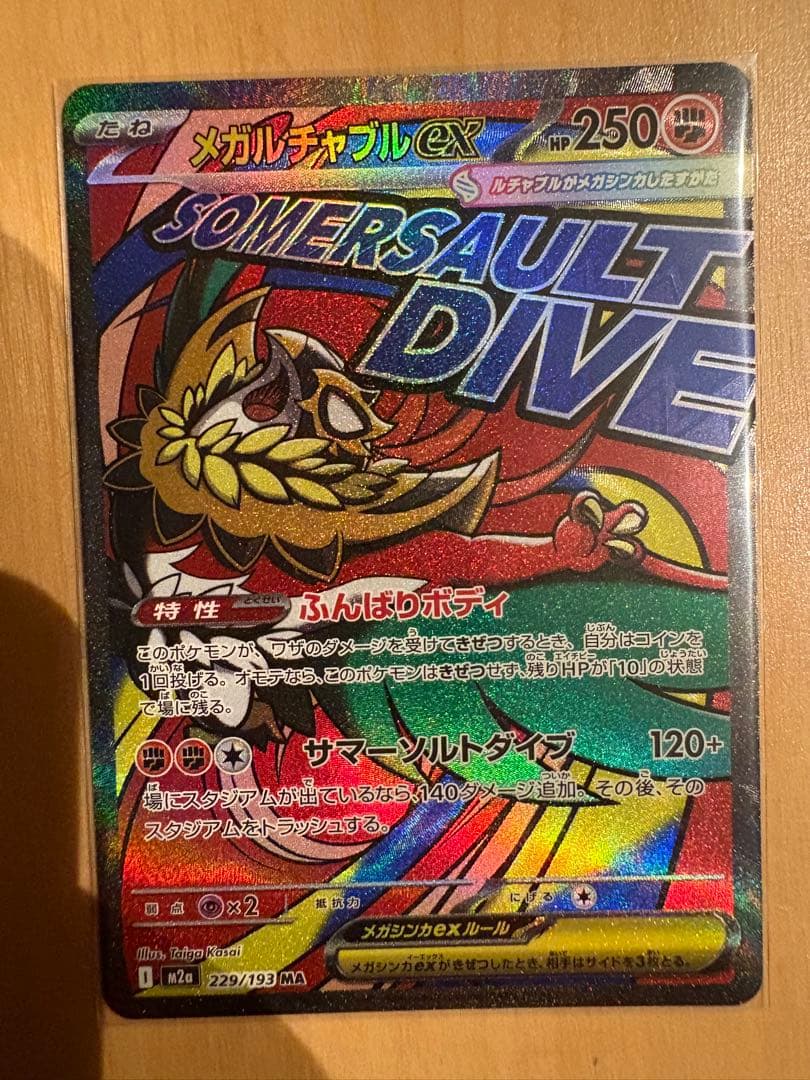 たね
メガルチャブルex
HP250
ルチャブルがメガシンカしたすがた
SOMERSAULT
DIVE
特性 とくせい
ふんばりボディ
このポケモンが、ワザのダメージを受けてきぜつするとき、自分はコインを
1回投げる。オモテなら、このポケモンはきぜつせず、残りHPが「10」の状態
で場に残る。
サマーソルトダイブ 120+
場にスタジアムが出ているなら、140ダメージ追加。その後、その
スタジアムをトラッシュする。
弱点 ×2 抵抗力 にげる
メガシンカexルール
メガシンカexがきぜつしたとき、相手はサイドを3枚とる。
Illus. Taiga Kasai
I M2a 229/193 MA